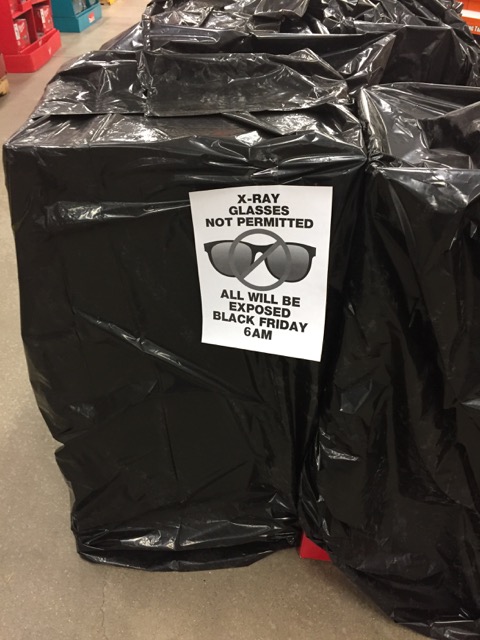 X-RAY
GLASSES
NOT PERMITTED
ALL WILL BE
EXPOSED
BLACK FRIDAY
6AM